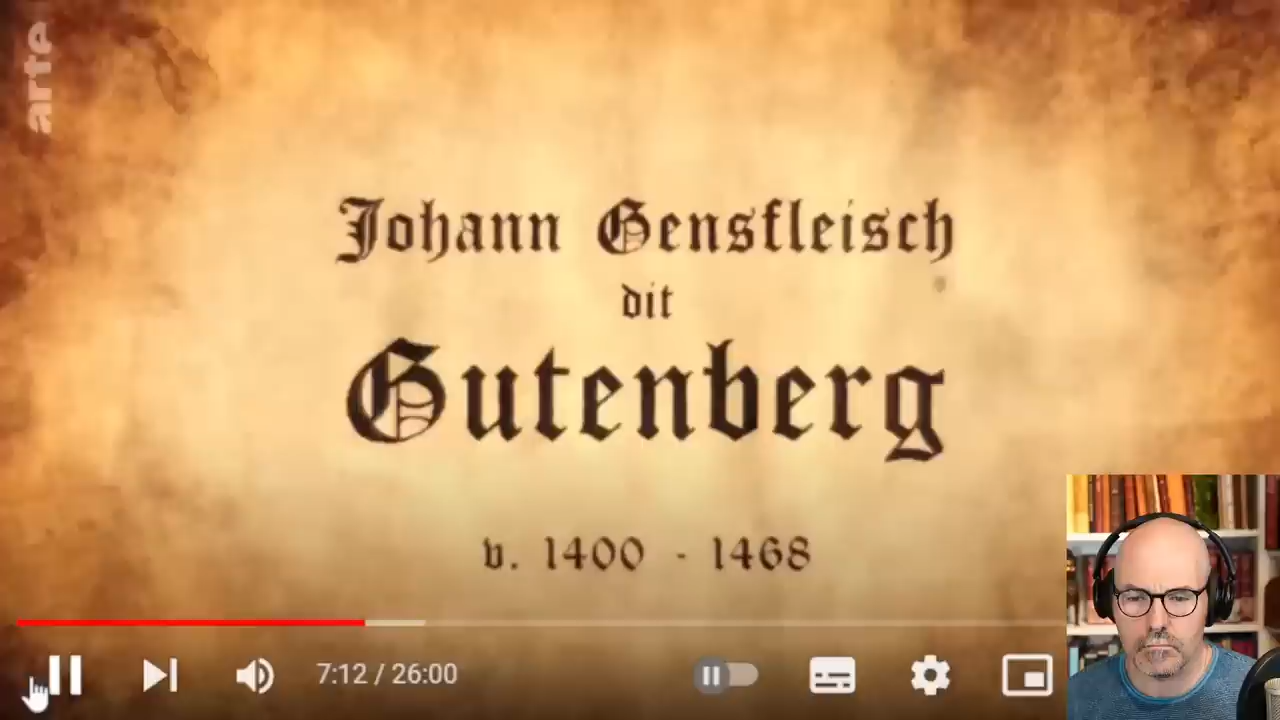 arte
Johann Gensfleisch
dit
Gutenberg
v. 1400 - 1468
7:12 / 26:00